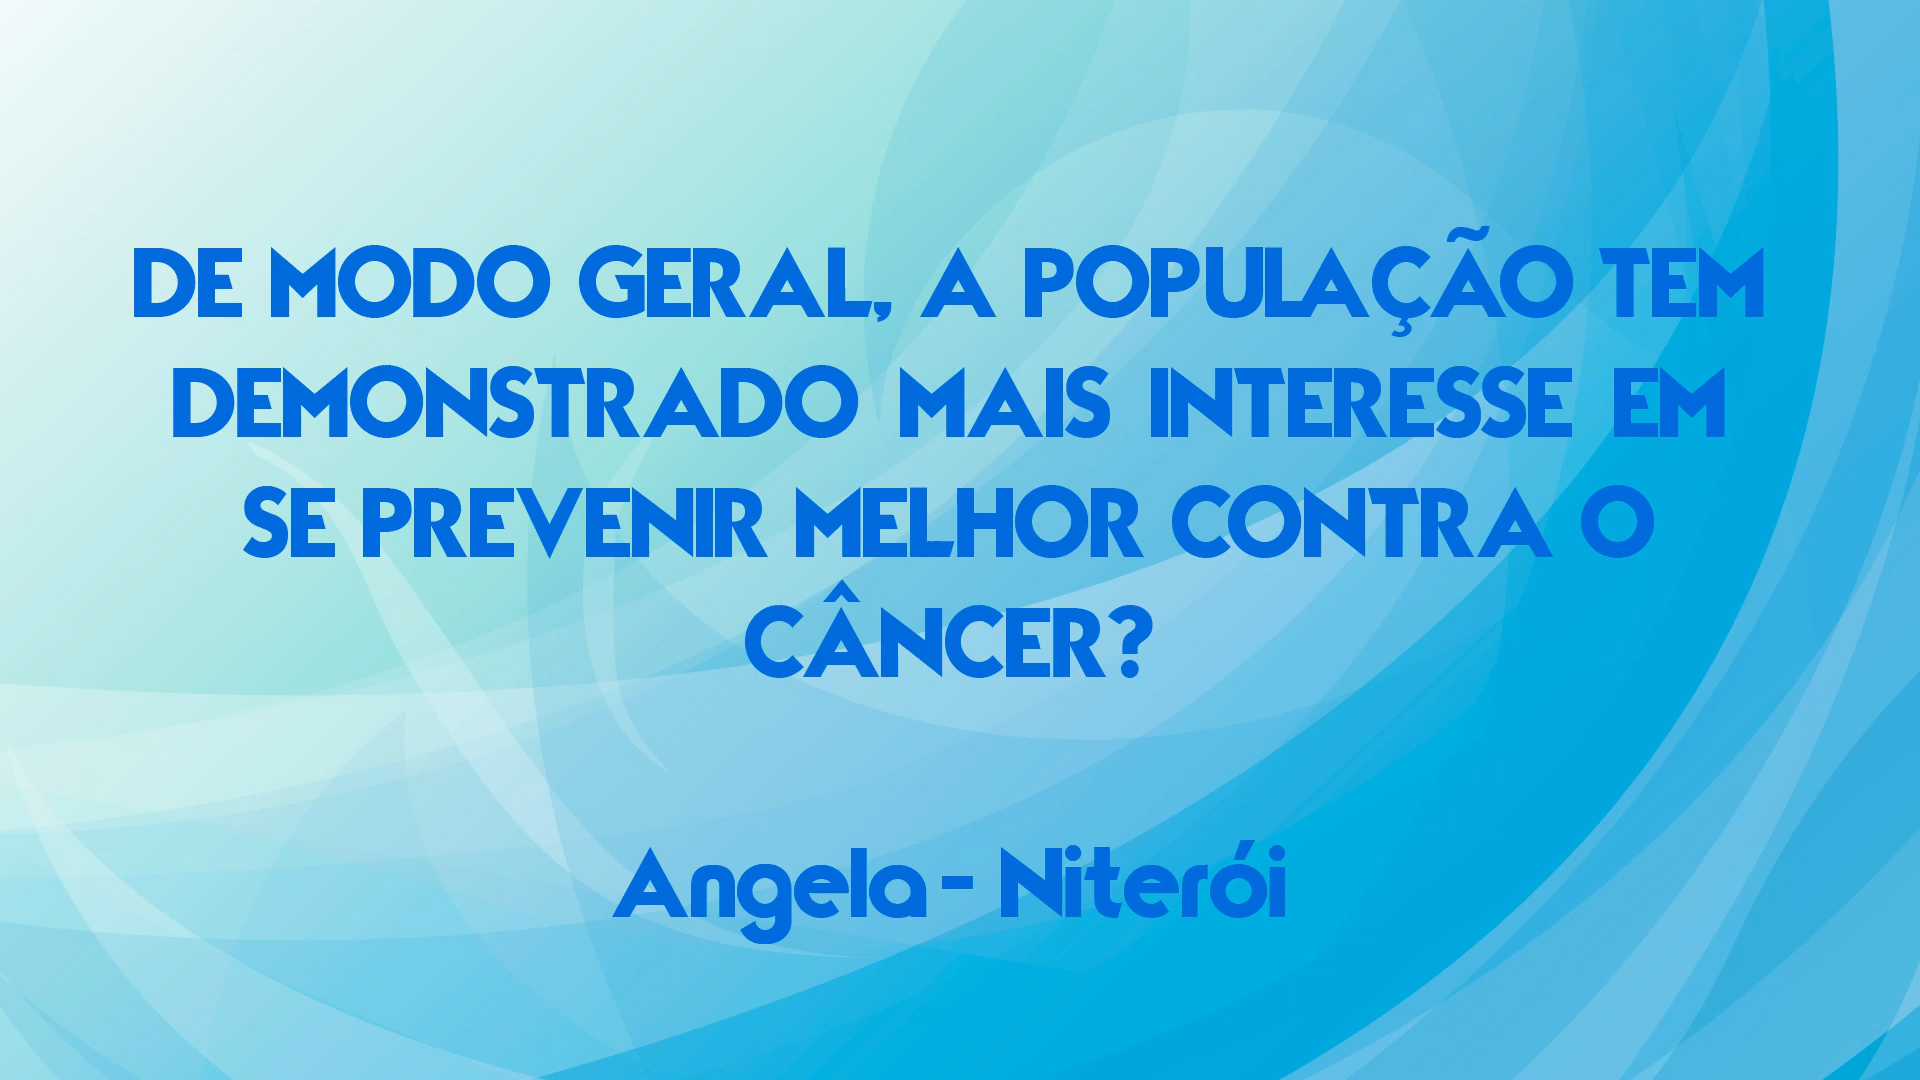 DE MODO GERAL, A POPULAÇÃO TEM
DEMONSTRADO MAIS INTERESSE EM
SE PREVENIR MELHOR CONTRA O
CÂNCER?
Angela - Niterói